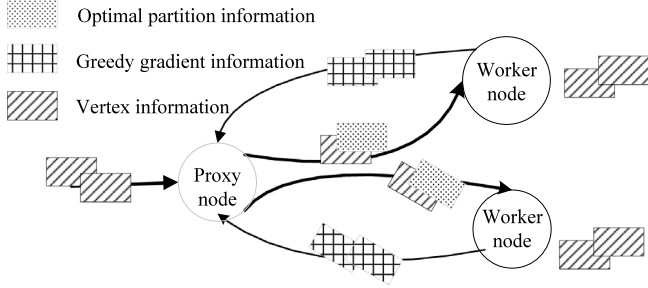 Optimal partition information
Greedy gradient information
Vertex information
Worker
node
Proxy
node
Worker
node